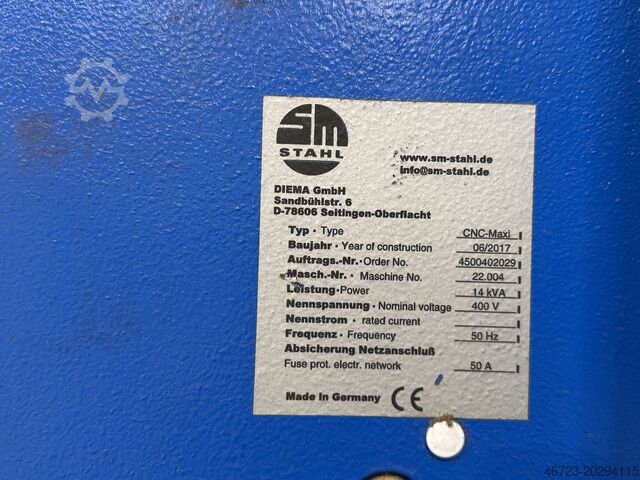 SM
STAHL
www.sm-stahl.de
info@sm-stahl.de
DIEMA GmbH
Sandbühlstr. 6
D-78606 Seitingen-Oberflacht
Typ · Type CNC-Maxi
Baujahr · Year of construction 06/2017
Auftrags.-Nr. · Order No. 4500402029
Masch.-Nr. · Maschine No. 22.004
Leistung · Power 14 kVA
Nennspannung · Nominal voltage 400 V
Nennstrom · rated current
Frequenz · Frequency 50 Hz
Absicherung Netzanschluß
Fuse prot. electr. network 50 A
Made in Germany CE
46723-20294115